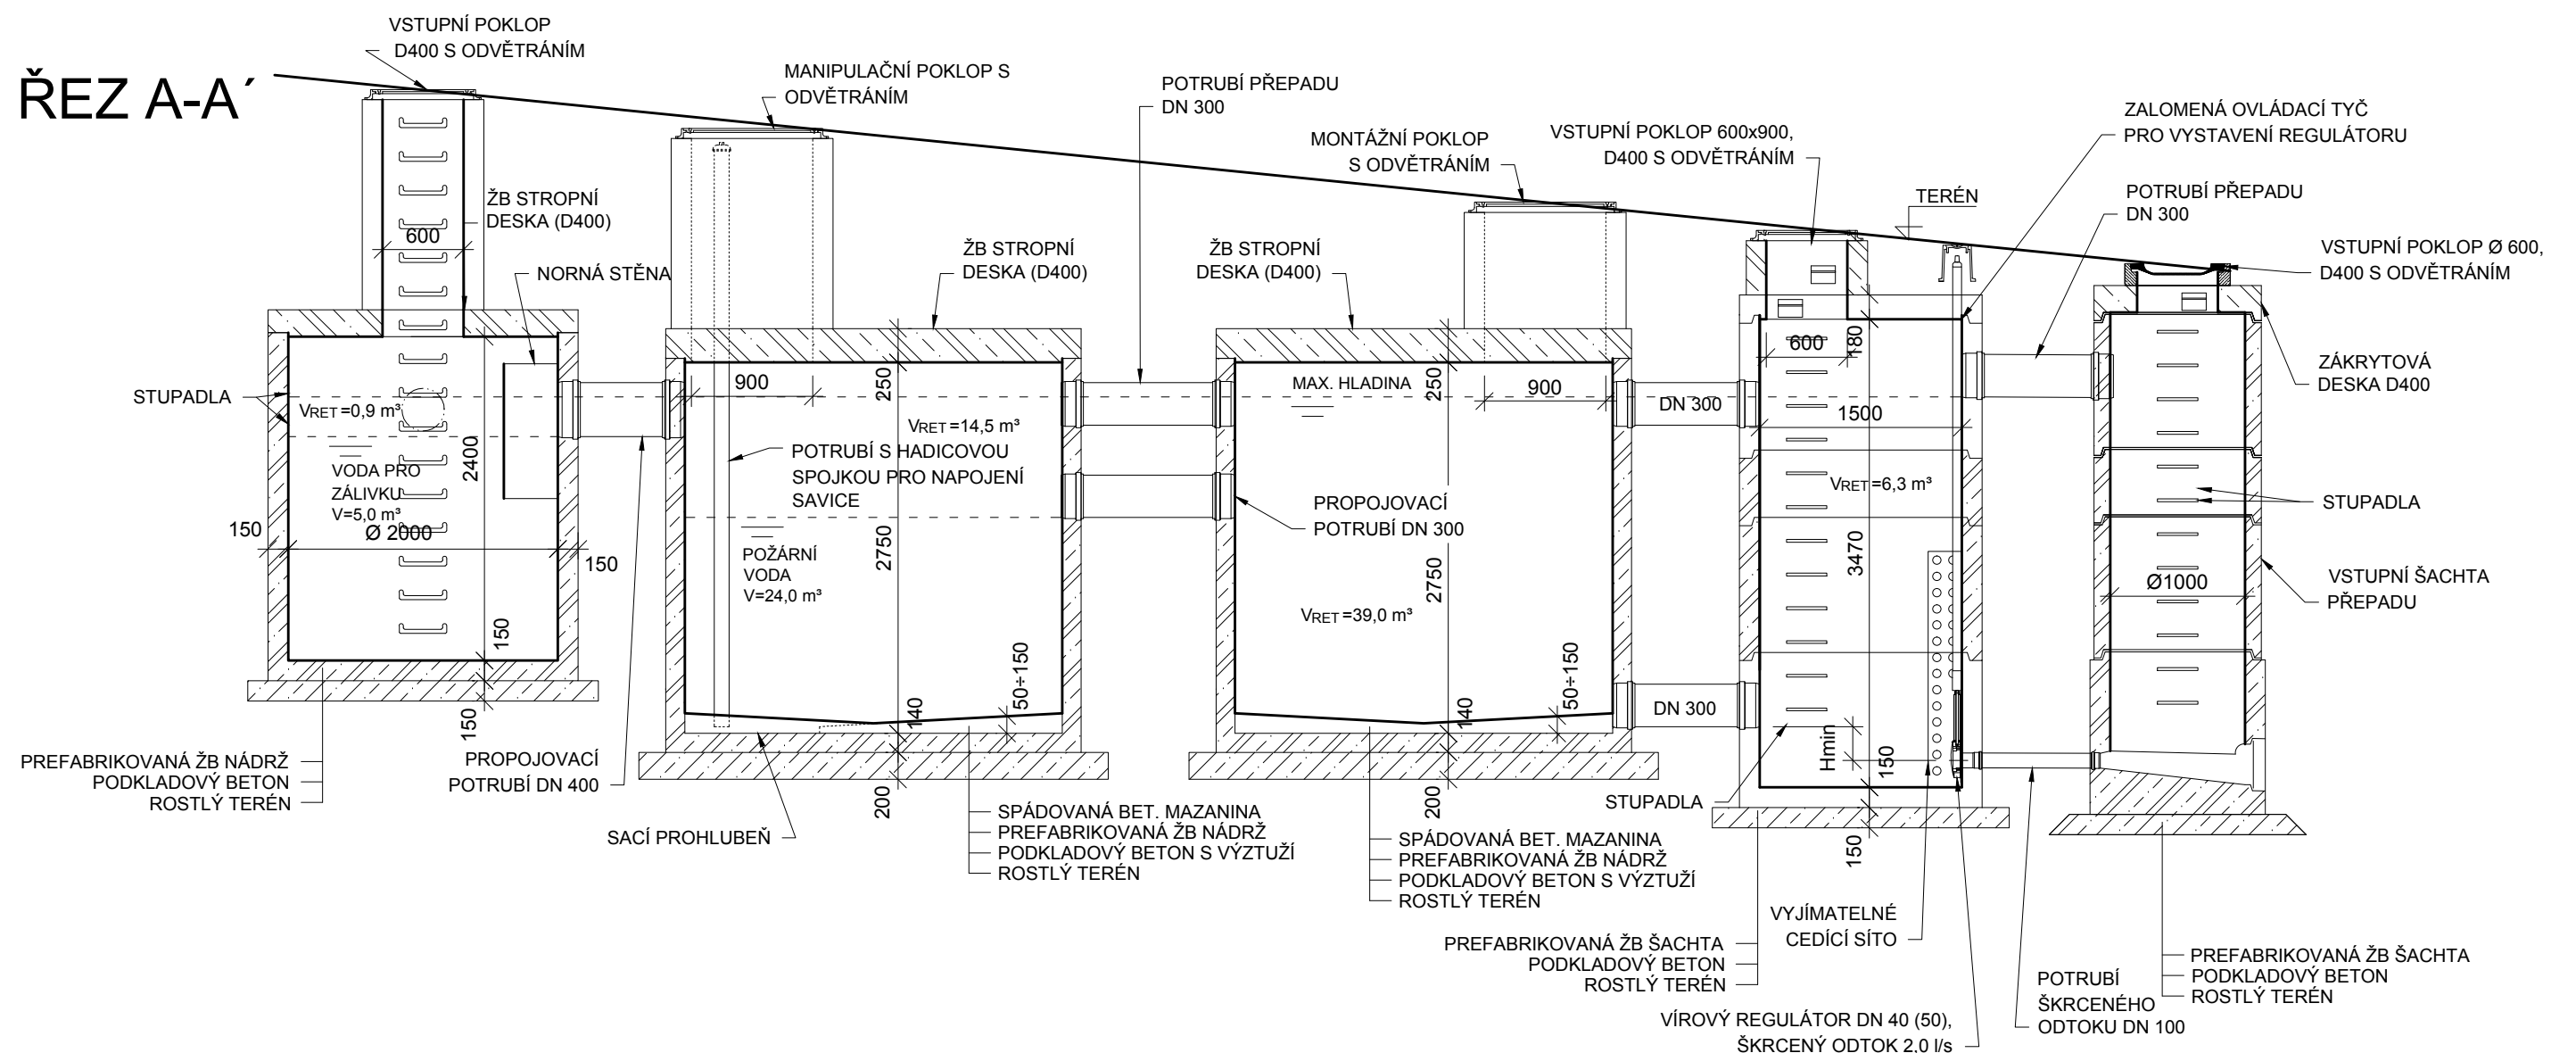 ŘEZ A-A´
VSTUPNÍ POKLOP
D400 S ODVĚTRÁNÍM
MANIPULAČNÍ POKLOP S
ODVĚTRÁNÍM
POTRUBÍ PŘEPADU
DN 300
MONTÁŽNÍ POKLOP
S ODVĚTRÁNÍM
VSTUPNÍ POKLOP 600x900,
D400 S ODVĚTRÁNÍM
ZALOMENÁ OVLÁDACÍ TYČ
PRO VYSTAVENÍ REGULÁTORU
TERÉN
POTRUBÍ PŘEPADU
DN 300
VSTUPNÍ POKLOP Ø 600,
D400 S ODVĚTRÁNÍM
ŽB STROPNÍ
DESKA (D400)
600
NORNÁ STĚNA
ŽB STROPNÍ
DESKA (D400)
ŽB STROPNÍ
DESKA (D400)
ZÁKRYTOVÁ
DESKA D400
STUPADLA
VRET =0,9 m³
VODA PRO
ZÁLIVKU
V=5,0 m³
Ø 2000
150
150
2400
150
150
900
250
VRET =14,5 m³
POTRUBÍ S HADICOVOU
SPOJKOU PRO NAPOJENÍ
SAVICE
POŽÁRNÍ
VODA
V=24,0 m³
2750
50÷150
140
200
MAX. HLADINA
250
900
PROPOJOVACÍ
POTRUBÍ DN 300
2750
VRET =39,0 m³
50÷150
140
200
DN 300
DN 300
600
180
1500
VRET =6,3 m³
3470
Hmin
150
150
STUPADLA
Ø1000
VSTUPNÍ ŠACHTA
PŘEPADU
PREFABRIKOVANÁ ŽB NÁDRŽ
PODKLADOVÝ BETON
ROSTLÝ TERÉN
PROPOJOVACÍ
POTRUBÍ DN 400
SACÍ PROHLUBEŇ
SPÁDOVANÁ BET. MAZANINA
PREFABRIKOVANÁ ŽB NÁDRŽ
PODKLADOVÝ BETON S VÝZTUŽÍ
ROSTLÝ TERÉN
SPÁDOVANÁ BET. MAZANINA
PREFABRIKOVANÁ ŽB NÁDRŽ
PODKLADOVÝ BETON S VÝZTUŽÍ
ROSTLÝ TERÉN
STUPADLA
VYJÍMATELNÉ
CEDÍCÍ SÍTO
PREFABRIKOVANÁ ŽB ŠACHTA
PODKLADOVÝ BETON
ROSTLÝ TERÉN
VÍROVÝ REGULÁTOR DN 40 (50),
ŠKRCENÝ ODTOK 2,0 l/s
POTRUBÍ
ŠKRCENÉHO
ODTOKU DN 100
PREFABRIKOVANÁ ŽB ŠACHTA
PODKLADOVÝ BETON
ROSTLÝ TERÉN